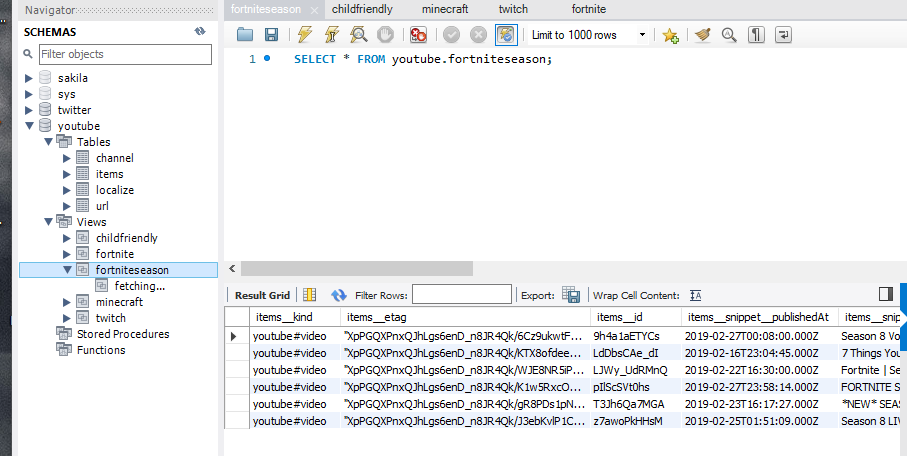 Navigator
SCHEMAS
Filter objects
sakila
sys
twitter
youtube
Tables
channel
items
localize
url
Views
childfriendly
fortnite
fortniteseason
fetching...
minecraft
twitch
Stored Procedures
Functions
fortniteseason childfriendly minecraft twitch fortnite
Limit to 1000 rows
1 SELECT * FROM youtube.fortniteseason;
Result Grid Filter Rows: Export: Wrap Cell Content: IA
items__kind items__etag items__id items__snippet__publishedAt items__snip
youtube#video "XpPGQXPnxQJhLgs6enD_n8JR4Qk/6Cz9ukwtF... 9h4a1aETYCs 2019-02-27T00:08:00.000Z Season 8 Vo
youtube#video "XpPGQXPnxQJhLgs6enD_n8JR4Qk/KTX8ofdee... LdDbsCAe_dI 2019-02-16T23:04:45.000Z 7 Things You
youtube#video "XpPGQXPnxQJhLgs6enD_n8JR4Qk/WJE8NR5iP... LJWy_UdRMnQ 2019-02-22T16:30:00.000Z Fortnite | Se
youtube#video "XpPGQXPnxQJhLgs6enD_n8JR4Qk/K1w5RxcO... pIlScSVt0hs 2019-02-27T23:58:14.000Z FORTNITE S
youtube#video "XpPGQXPnxQJhLgs6enD_n8JR4Qk/gR8PDs1pN... T3Jh6Qa7MGA 2019-02-23T16:17:27.000Z *NEW* SEAS
youtube#video "XpPGQXPnxQJhLgs6enD_n8JR4Qk/J3ebKvlP1C... z7awoPkHHsM 2019-02-25T01:51:09.000Z Season 8 LIV